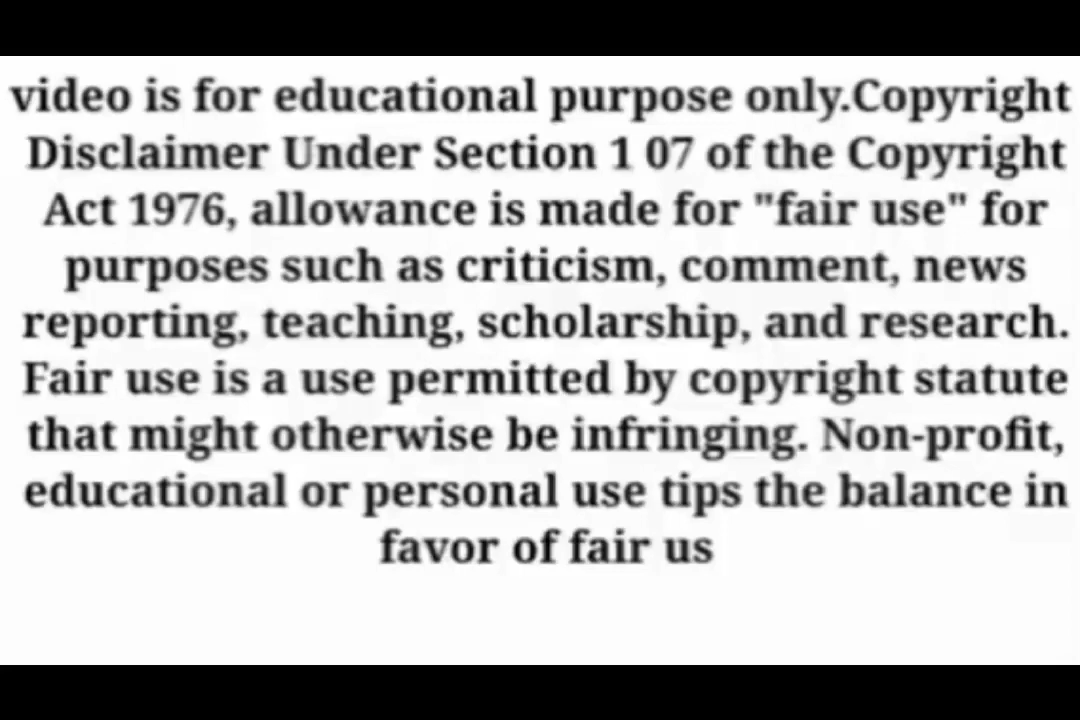 video is for educational purpose only.Copyright
Disclaimer Under Section 1 07 of the Copyright
Act 1976, allowance is made for "fair use" for
purposes such as criticism, comment, news
reporting, teaching, scholarship, and research.
Fair use is a use permitted by copyright statute
that might otherwise be infringing. Non-profit,
educational or personal use tips the balance in
favor of fair us